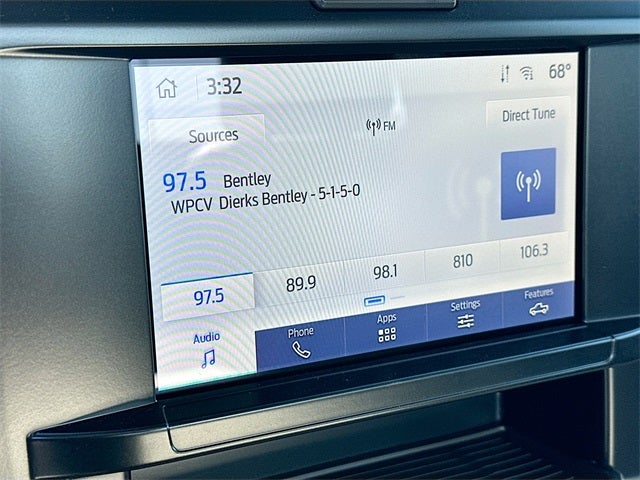 3:32
68°
Sources
FM
Direct Tune
97.5 Bentley
WPCV Dierks Bentley - 5-1-5-0
97.5 89.9 98.1 810 106.3
Audio Phone Apps Settings Features